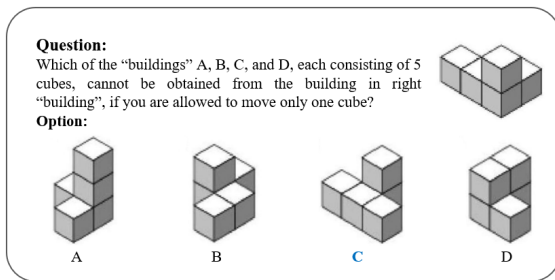 Question:
Which of the “buildings” A, B, C, and D, each consisting of 5
cubes, cannot be obtained from the building in right
“building”, if you are allowed to move only one cube?
Option:
A B C D